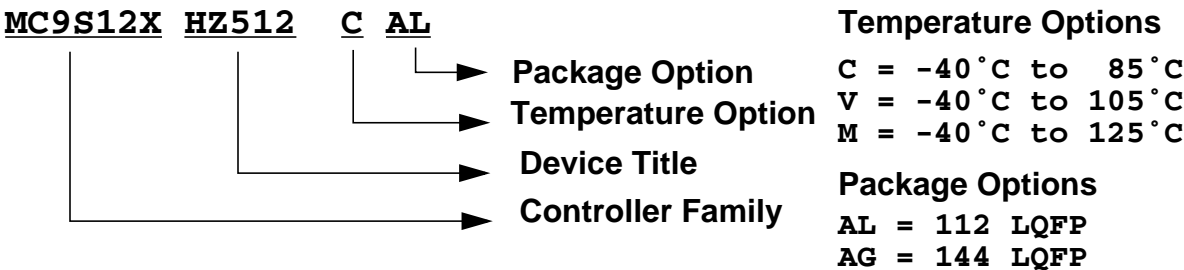 MC9S12X HZ512 C AL
Package Option
Temperature Option
Device Title
Controller Family
Temperature Options
C = -40˚C to 85˚C
V = -40˚C to 105˚C
M = -40˚C to 125˚C
Package Options
AL = 112 LQFP
AG = 144 LQFP